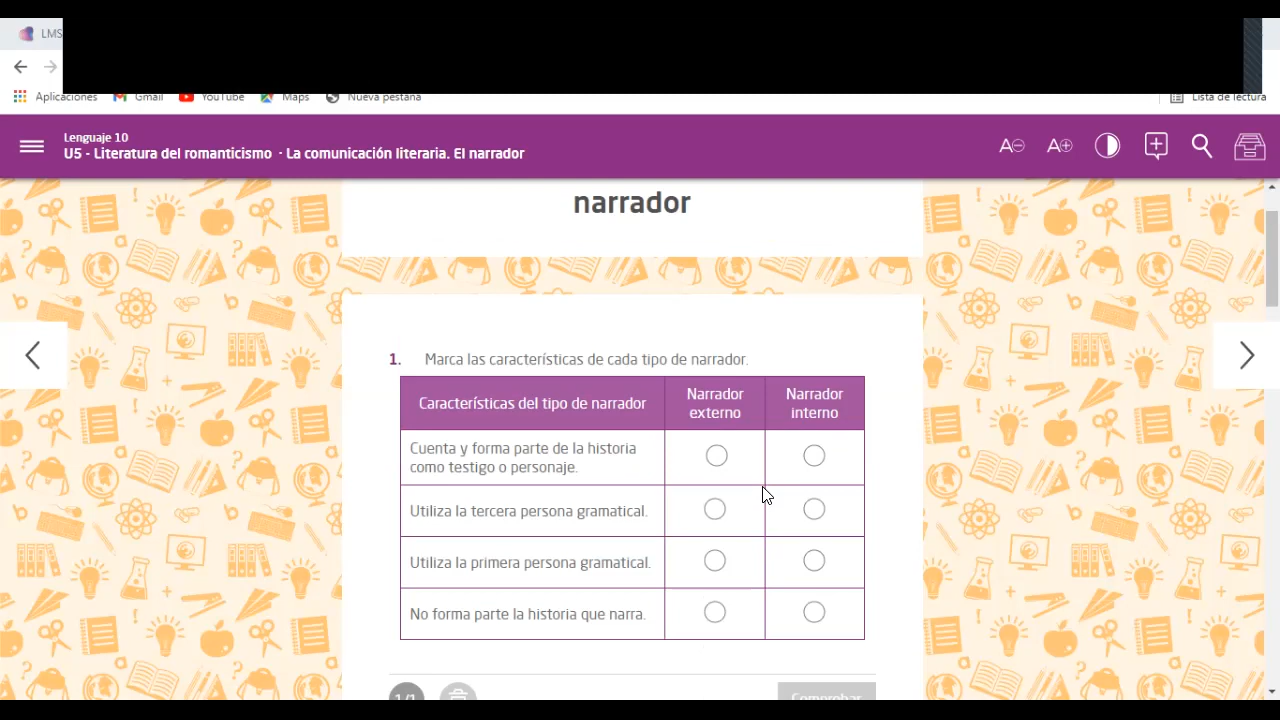 LMS
Aplicaciones
Gmail
YouTube
Maps
Nueva pestaña
Lista de lectura
Lenguaje 10
U5 - Literatura del romanticismo · La comunicación literaria. El narrador
A
A
narrador
1. Marca las características de cada tipo de narrador.
Características del tipo de narrador
Narrador
externo
Narrador
interno
Cuenta y forma parte de la historia
como testigo o personaje.
Utiliza la tercera persona gramatical.
Utiliza la primera persona gramatical.
No forma parte la historia que narra.
1/1
Comprobar